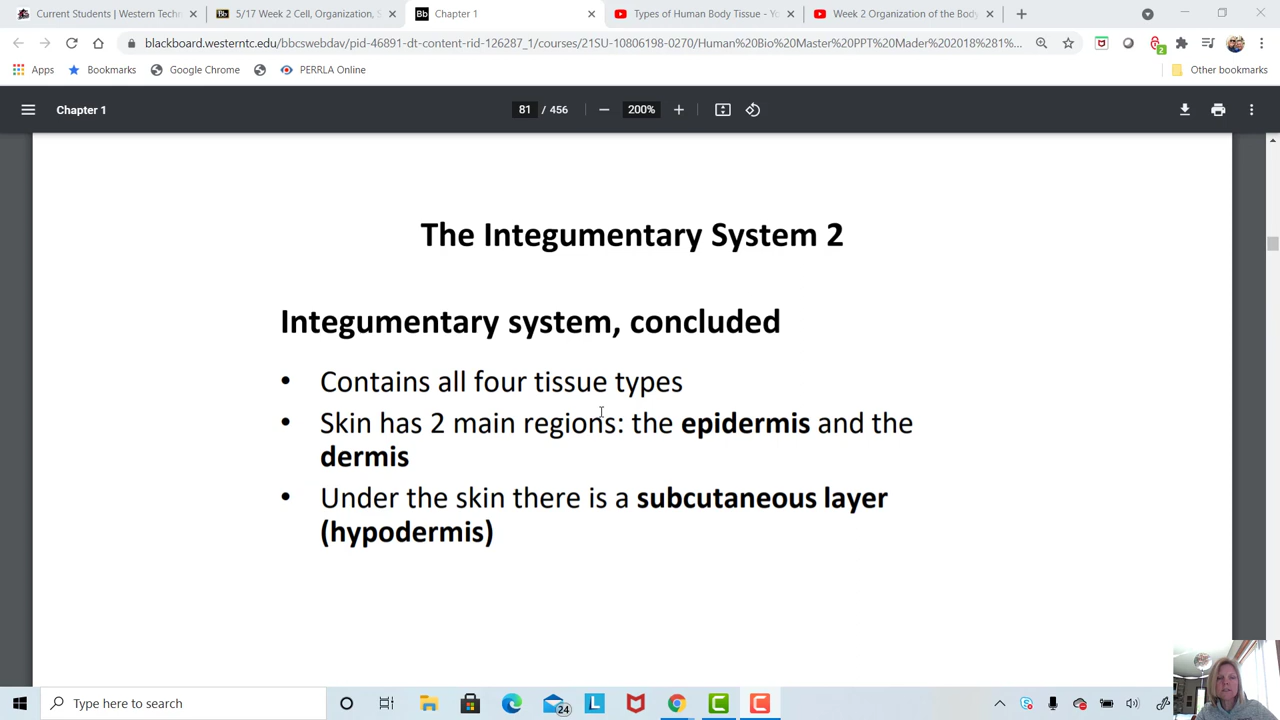 Current Students | Western Techn
5/17 Week 2 Cell, Organization, S
Chapter 1
Types of Human Body Tissue - Yo
Week 2 Organization of the Body
blackboard.westerntc.edu/bbcswebdav/pid-46891-dt-content-rid-126287_1/courses/21SU-10806198-0270/Human%20Bio%20Master%20PPT%20Mader%202018%281%...
2
Apps
Bookmarks
Google Chrome
PERRLA Online
Other bookmarks
Chapter 1
81 / 456
200%
The Integumentary System 2
Integumentary system, concluded
• Contains all four tissue types
• Skin has 2 main regions: the epidermis and the
dermis
• Under the skin there is a subcutaneous layer
(hypodermis)
Type here to search
24